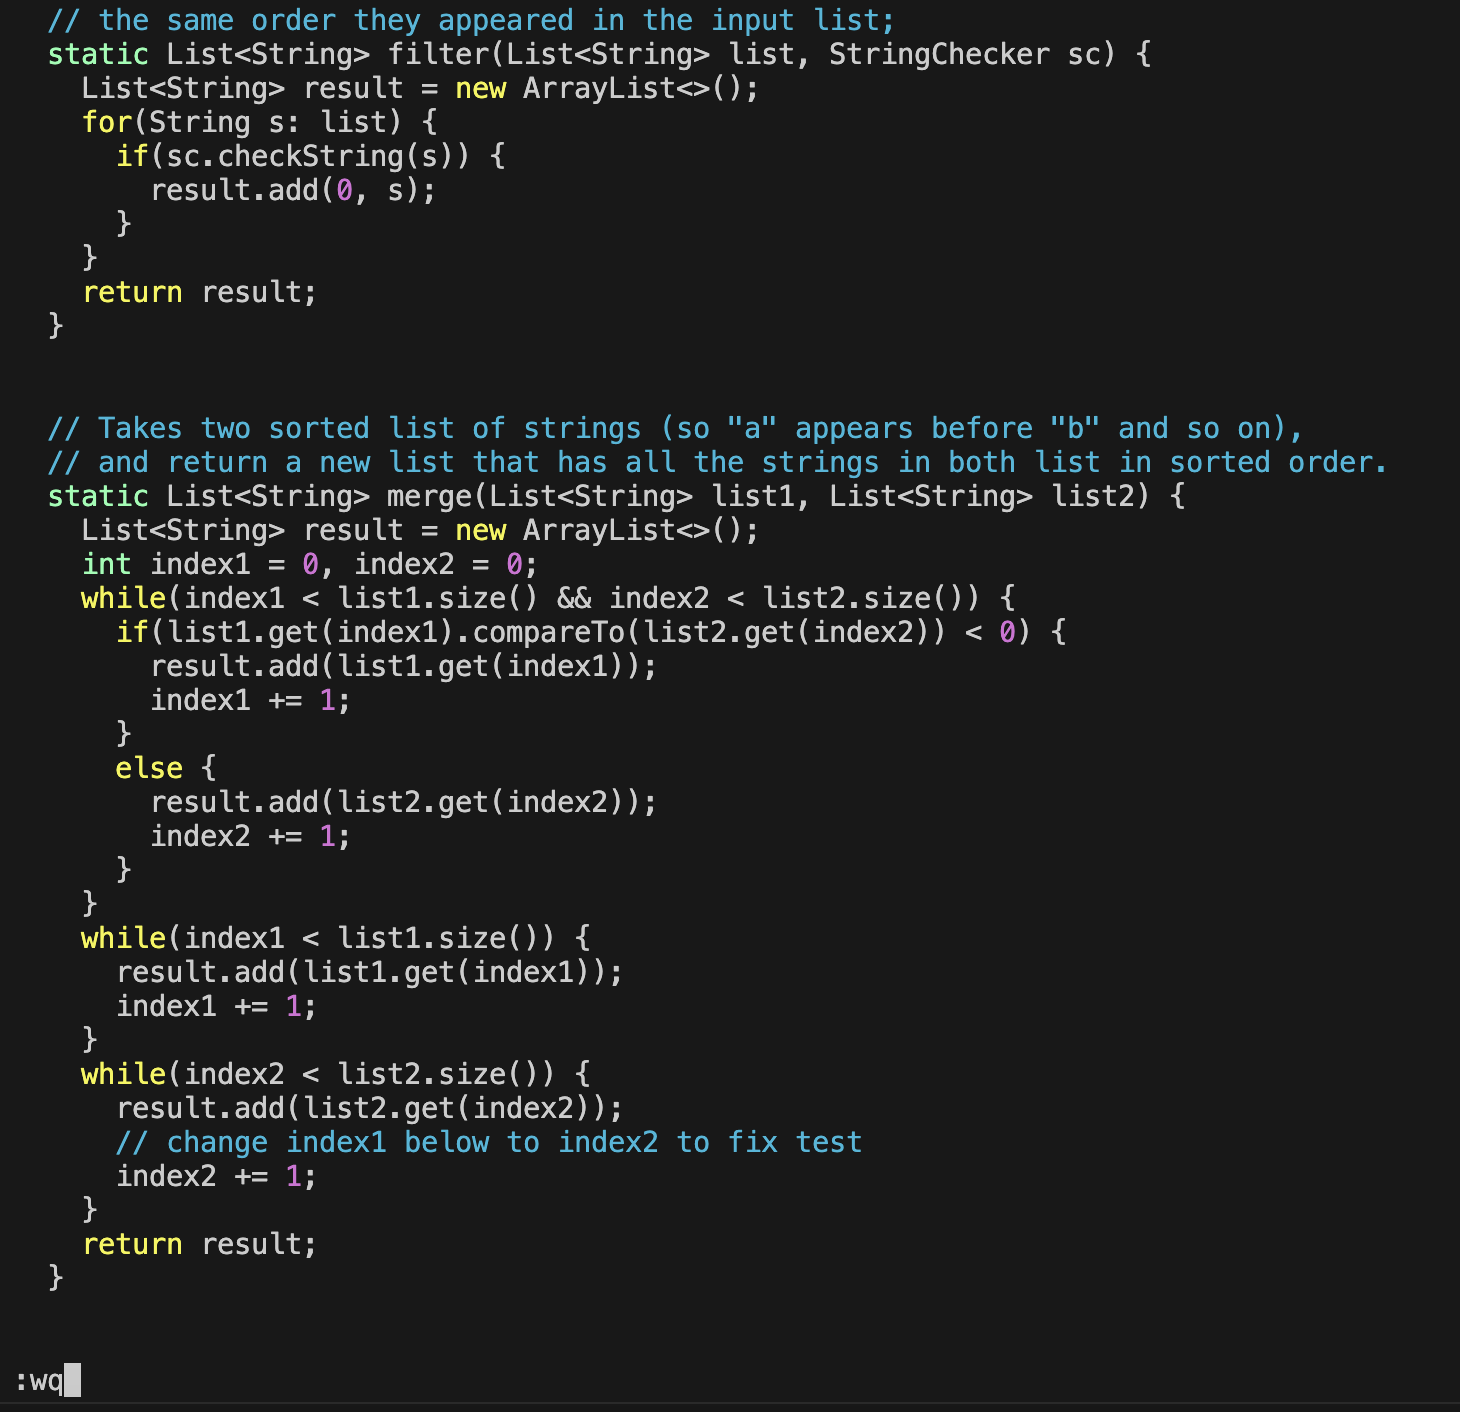 // the same order they appeared in the input list;
static List<String> filter(List<String> list, StringChecker sc) {
  List<String> result = new ArrayList<>();
  for(String s: list) {
    if(sc.checkString(s)) {
      result.add(0, s);
    }
  }
  return result;
}

// Takes two sorted list of strings (so "a" appears before "b" and so on),
// and return a new list that has all the strings in both list in sorted order.
static List<String> merge(List<String> list1, List<String> list2) {
  List<String> result = new ArrayList<>();
  int index1 = 0, index2 = 0;
  while(index1 < list1.size() && index2 < list2.size()) {
    if(list1.get(index1).compareTo(list2.get(index2)) < 0) {
      result.add(list1.get(index1));
      index1 += 1;
    }
    else {
      result.add(list2.get(index2));
      index2 += 1;
    }
  }
  while(index1 < list1.size()) {
    result.add(list1.get(index1));
    index1 += 1;
  }
  while(index2 < list2.size()) {
    result.add(list2.get(index2));
    // change index1 below to index2 to fix test
    index2 += 1;
  }
  return result;
}

:wq